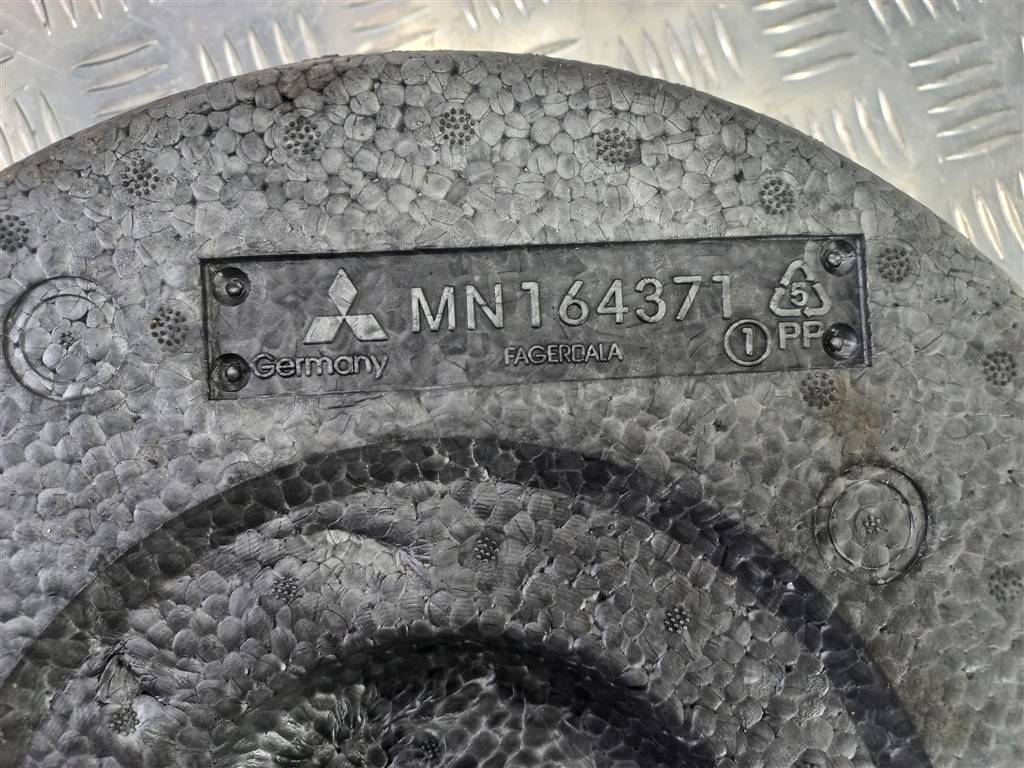 MN164371 5
Germany FAGERDALA 1 PP